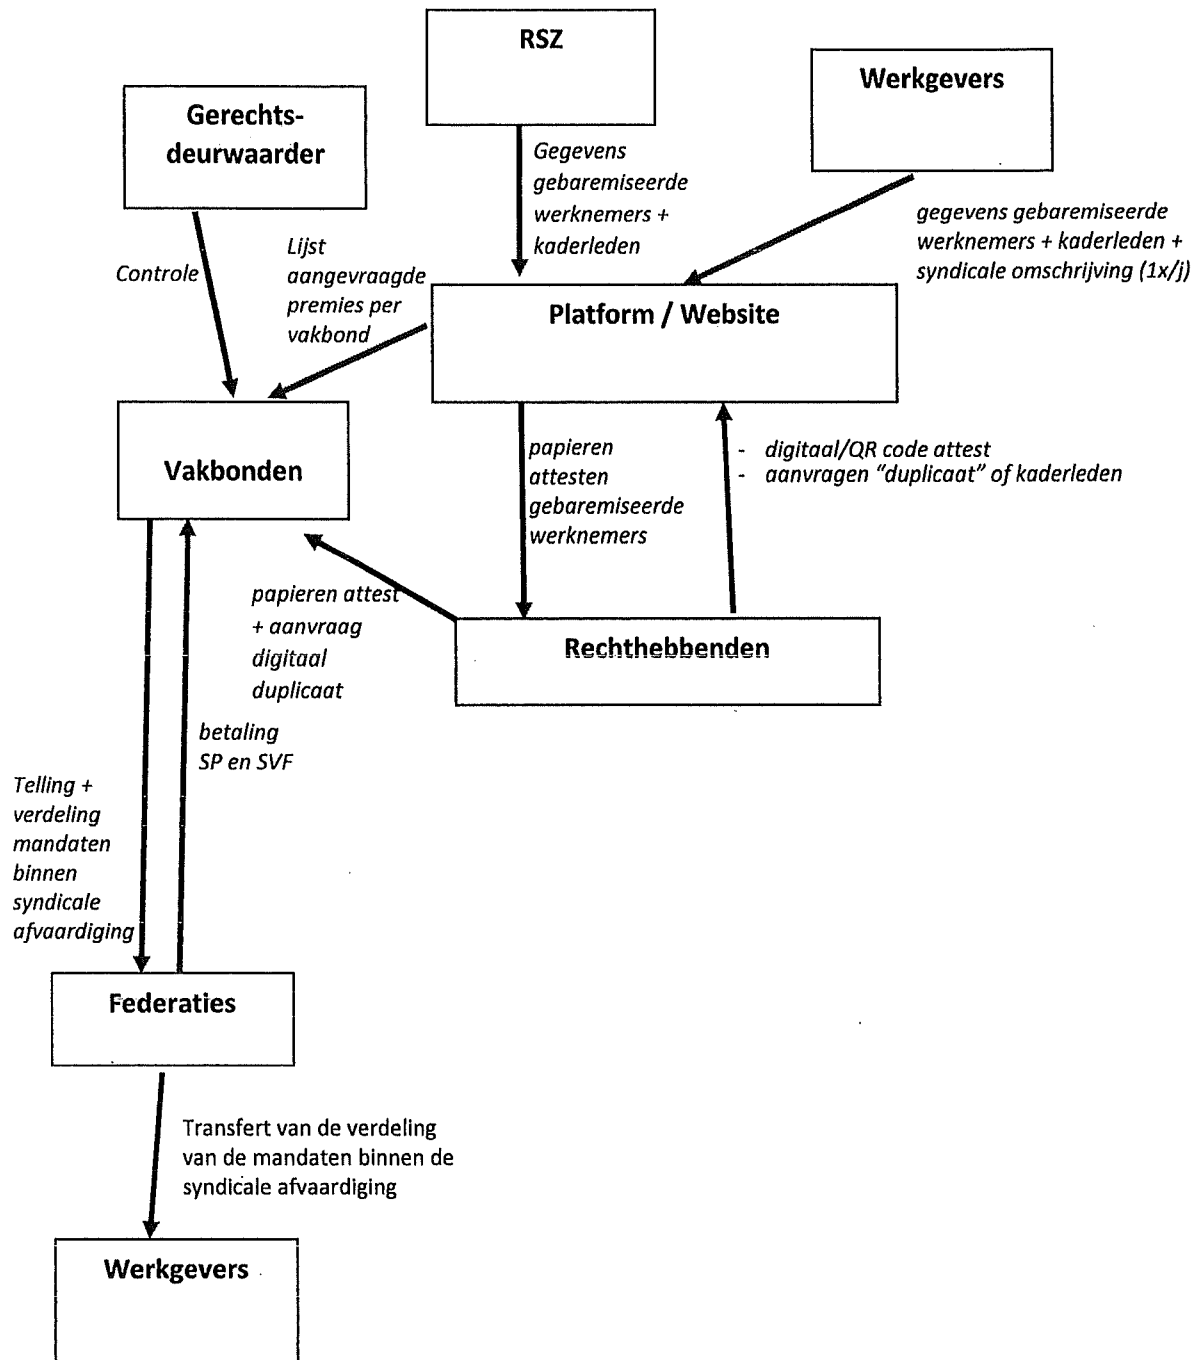 RSZ
Werkgevers
Gerechts-
deurwaarder
Gegevens
gebaremiseerde
werknemers +
kaderleden
gegevens gebaremiseerde
werknemers + kaderleden +
syndicale omschrijving (1x/j)
Controle
Lijst
aangevraagde
premies per
vakbond
Platform / Website
Vakbonden
papieren
attesten
gebaremiseerde
werknemers
- digitaal/QR code attest
- aanvragen “duplicaat” of kaderleden
papieren attest
+ aanvraag
digitaal
duplicaat
Rechthebbenden
betaling
SP en SVF
Telling +
verdeling
mandaten
binnen
syndicale
afvaardiging
Federaties
Transfert van de verdeling
van de mandaten binnen de
syndicale afvaardiging
Werkgevers